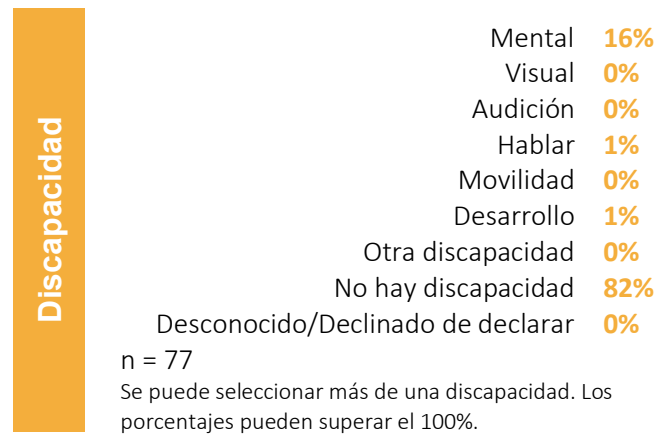 Discapacidad
Mental 16%
Visual 0%
Audición 0%
Hablar 1%
Movilidad 0%
Desarrollo 1%
Otra discapacidad 0%
No hay discapacidad 82%
Desconocido/Declinado de declarar 0%
n = 77
Se puede seleccionar más de una discapacidad. Los
porcentajes pueden superar el 100%.